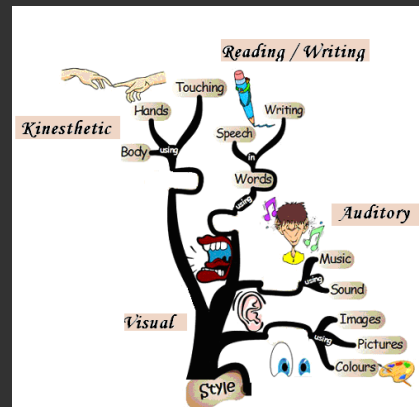 Reading / Writing
Touching
Hands
Writing
Kinesthetic
Speech
Body
using
in
Words
using
Auditory
Music
using
Sound
Visual
Images
using
Pictures
Colours
Style